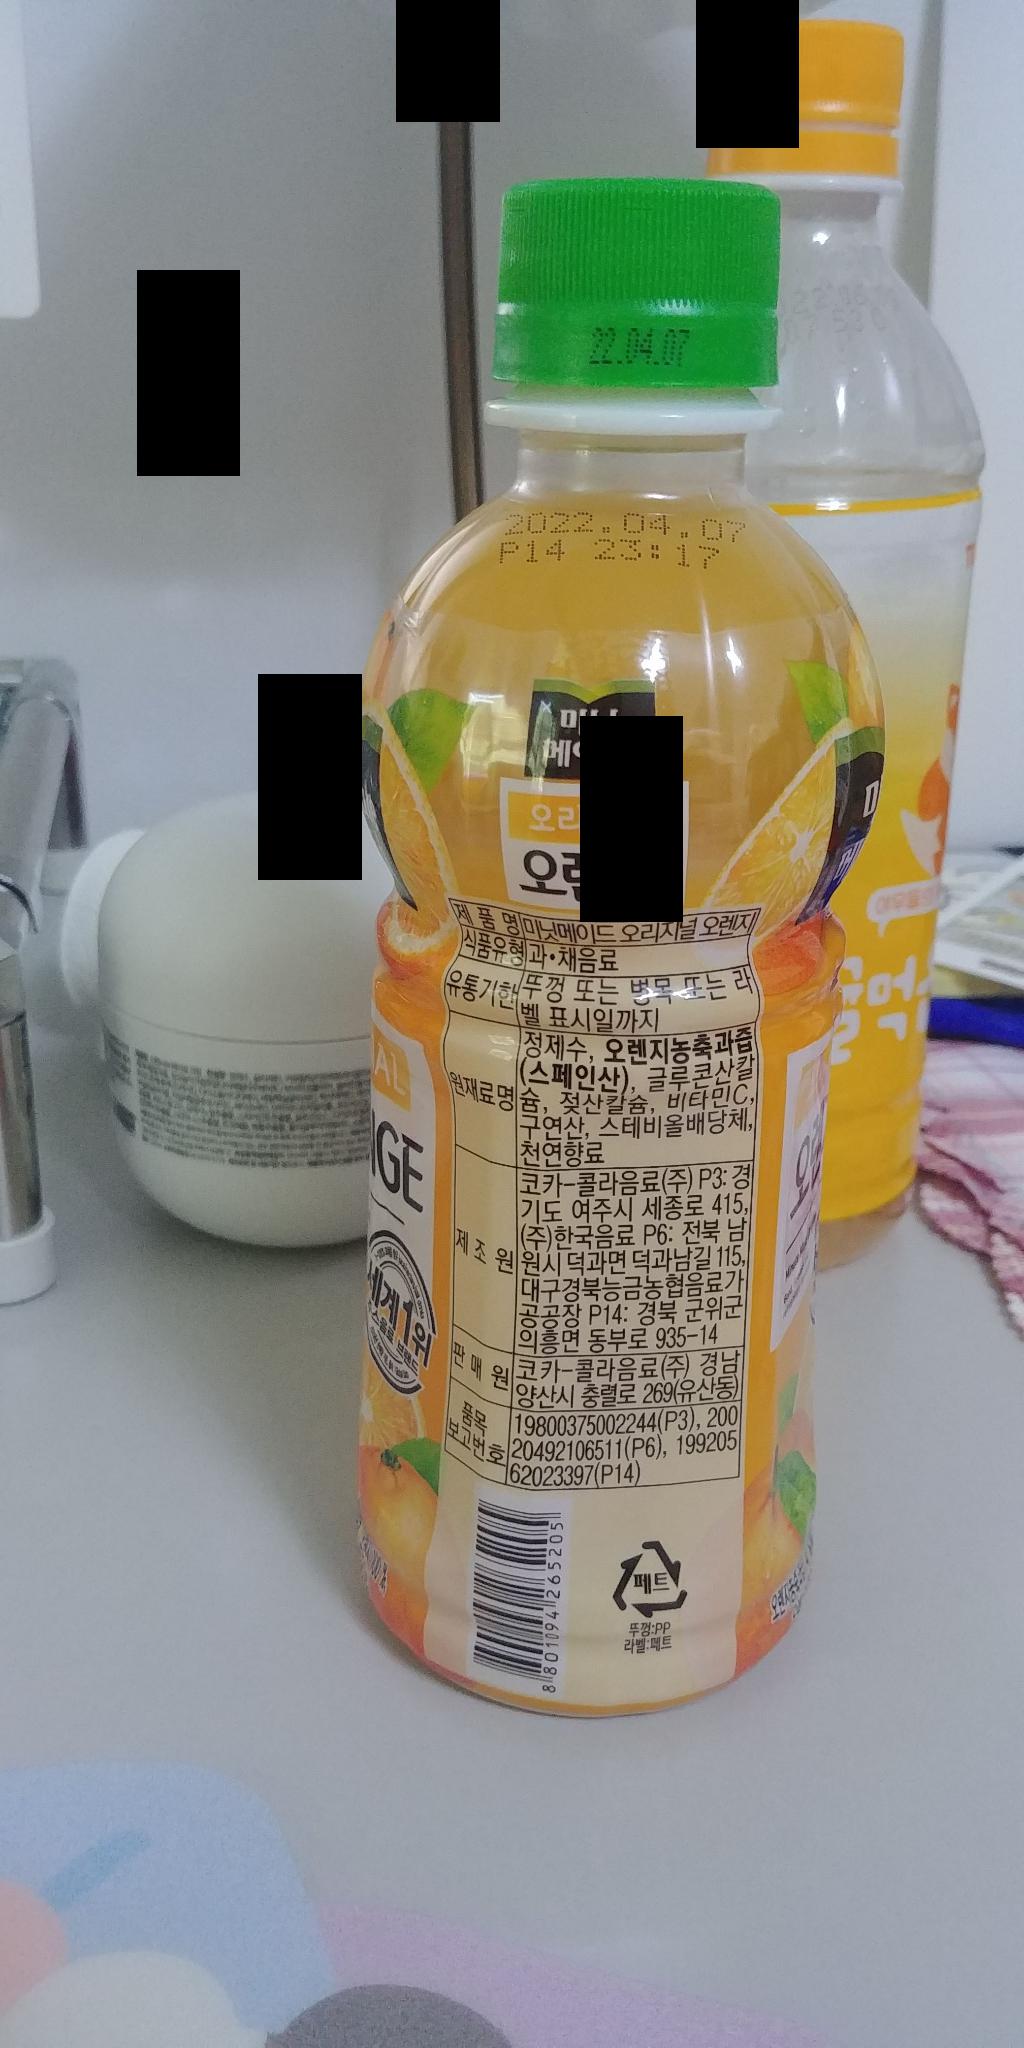 22.04.07
2022.04.07
P14 23:17
제 품 명 미닛메이드 오리지널 오렌지
식품유형 과•채음료
유통기한 뚜껑 또는 병목 또는 라
벨 표시일까지
원재료명 정제수, 오렌지농축과즙
(스페인산), 글루콘산칼
슘, 젖산칼슘, 비타민C,
구연산, 스테비올배당체,
천연향료
제 조 원 코카-콜라음료(주) P3: 경
기도 여주시 세종로 415,
(주)한국음료 P6: 전북 남
원시 덕과면 덕과남길 115,
대구경북능금농협음료가
공공장 P14: 경북 군위군
의흥면 동부로 935-14
판 매 원 코카-콜라음료(주) 경남
양산시 충렬로 269(유산동)
품목
보고번호 19800375002244(P3), 200
20492106511(P6), 199205
62023397(P14)
8801094265205
페트
뚜껑:PP
라벨:페트
세계1위